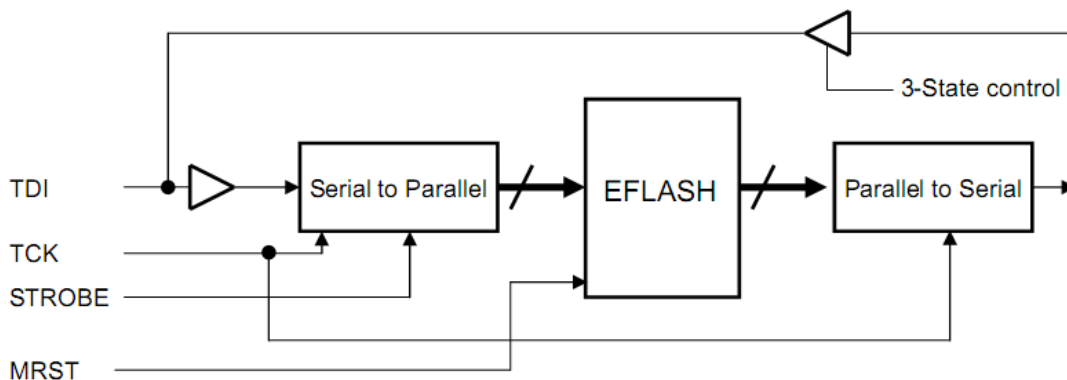 3-State control
TDI
Serial to Parallel
EFLASH
Parallel to Serial
TCK
STROBE
MRST